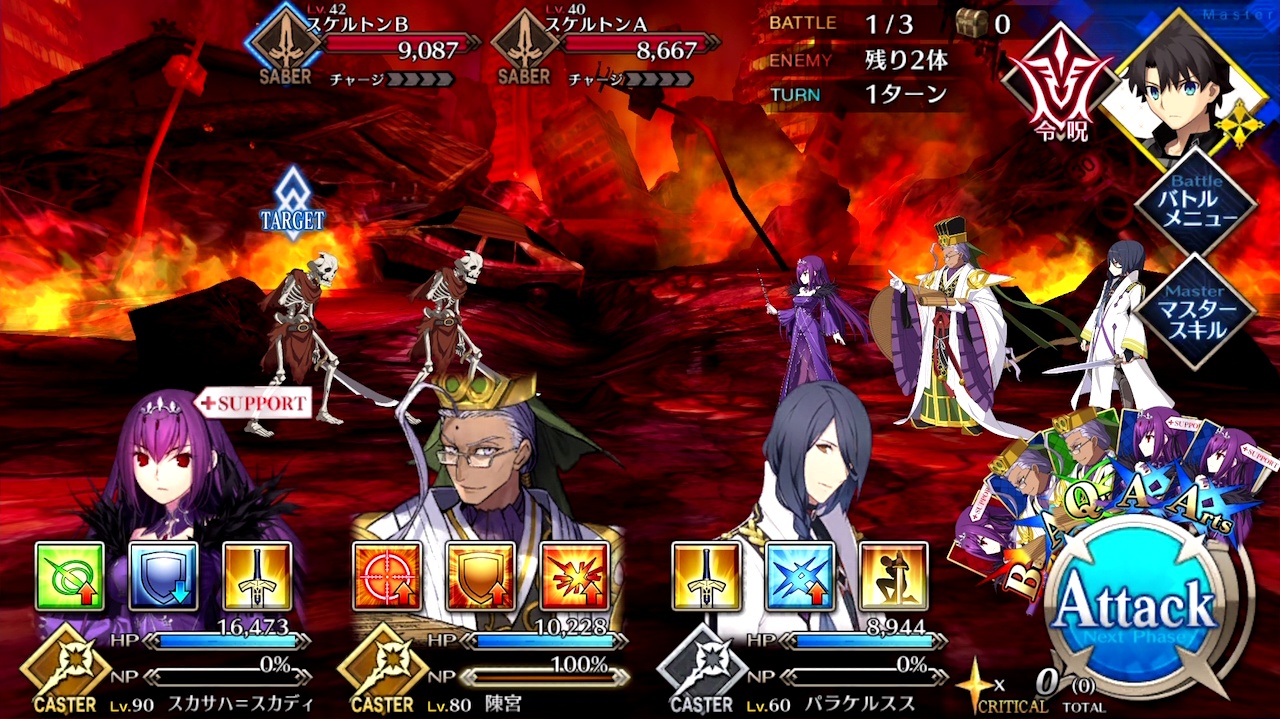 Lv.42
スケルトンB
9,087
SABER
チャージ
Lv.40
スケルトンA
8,667
SABER
チャージ
BATTLE 1/3
0
ENEMY 残り2体
TURN 1ターン
令呪
Master
Battle
バトル
メニュー
Master
マスター
スキル
TARGET
+SUPPORT
+SUPPORT
+SUPPORT
Q
A
Arts
Attack
Next Phase
HP 16,473
NP 0%
CASTER Lv.90 スカサハ=スカディ
HP 10,228
NP 100%
CASTER Lv.80 陳宮
HP 8,944
NP 0%
CASTER Lv.60 パラケルスス
x 0 (0)
CRITICAL TOTAL